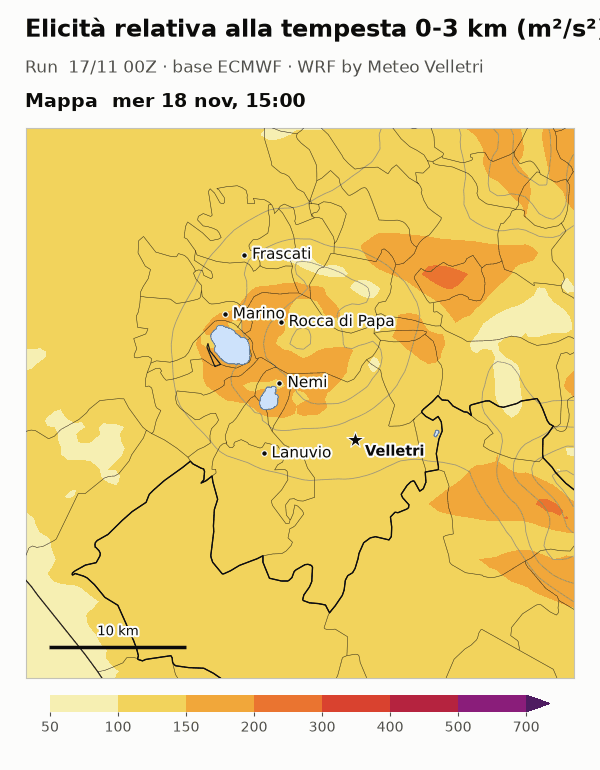 Elicità relativa alla tempesta 0-3 km (m²/s²)
Run  17/11 00Z · base ECMWF · WRF by Meteo Velletri
Mappa  mer 18 nov, 15:00
Frascati
Marino
Rocca di Papa
Nemi
Velletri
Lanuvio
10 km
50 100 150 200 300 400 500 700